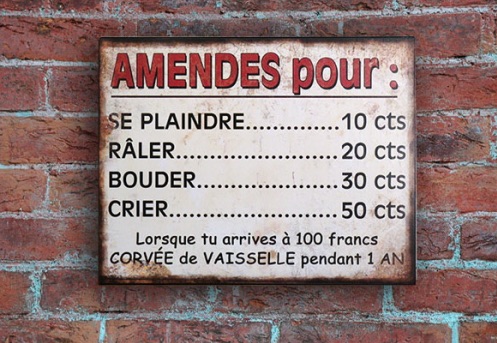 AMENDES pour :
SE PLAINDRE..............10 cts
RÂLER.........................20 cts
BOUDER......................30 cts
CRIER..........................50 cts
Lorsque tu arrives à 100 francs
CORVÉE de VAISSELLE pendant 1 AN